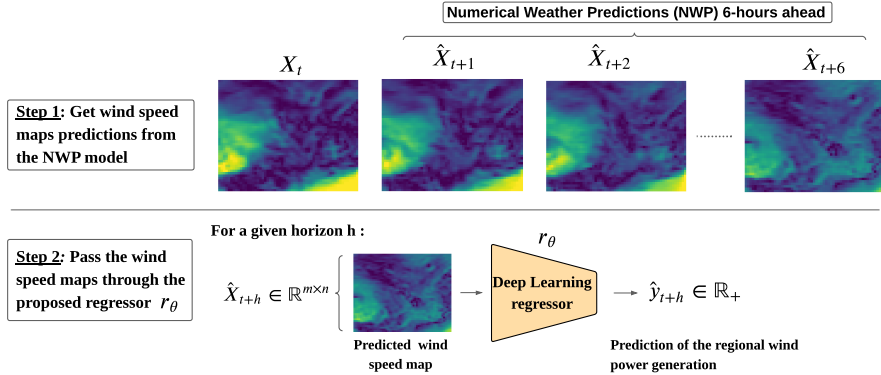 Numerical Weather Predictions (NWP) 6-hours ahead
X_t
X̂_{t+1}
X̂_{t+2}
X̂_{t+6}
Step 1: Get wind speed
maps predictions from
the NWP model
..........
For a given horizon h :
Step 2: Pass the wind
speed maps through the
proposed regressor r_θ
X̂_{t+h} ∈ ℝ^{m×n}
r_θ
Deep Learning
regressor
ŷ_{t+h} ∈ ℝ_+
Predicted wind
speed map
Prediction of the regional wind
power generation